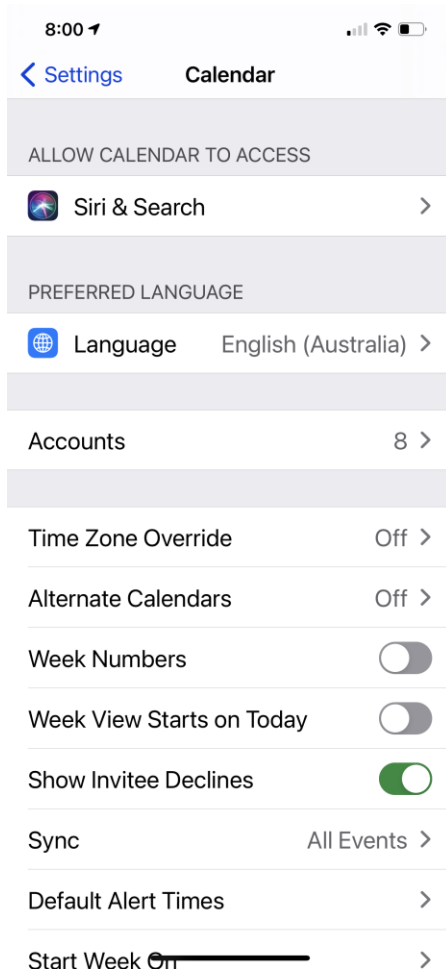 8:00
Settings Calendar
ALLOW CALENDAR TO ACCESS
Siri & Search
PREFERRED LANGUAGE
Language English (Australia)
Accounts 8
Time Zone Override Off
Alternate Calendars Off
Week Numbers
Week View Starts on Today
Show Invitee Declines
Sync All Events
Default Alert Times
Start Week On